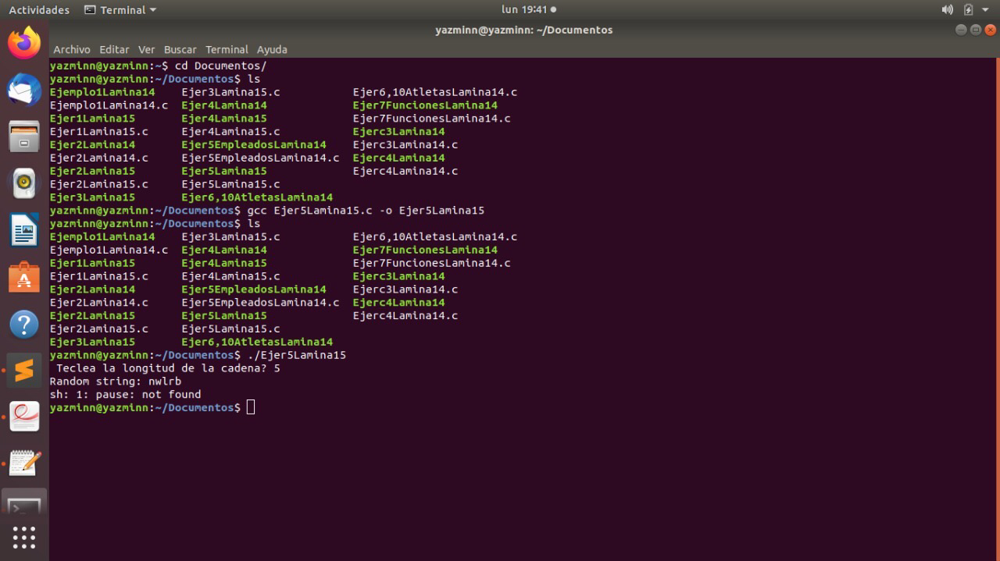 Actividades Terminal lun 19:41
yazminn@yazminn: ~/Documentos
Archivo Editar Ver Buscar Terminal Ayuda
yazminn@yazminn:~$ cd Documentos/
yazminn@yazminn:~/Documentos$ ls
Ejemplo1Lamina14 Ejer3Lamina15.c Ejer6,10AtletasLamina14.c
Ejemplo1Lamina14.c Ejer4Lamina14 Ejer7FuncionesLamina14
Ejer1Lamina15 Ejer4Lamina15 Ejer7FuncionesLamina14.c
Ejer1Lamina15.c Ejer4Lamina15.c Ejerc3Lamina14
Ejer2Lamina14 Ejer5EmpleadosLamina14 Ejerc3Lamina14.c
Ejer2Lamina14.c Ejer5EmpleadosLamina14.c Ejerc4Lamina14
Ejer2Lamina15 Ejer5Lamina15 Ejerc4Lamina14.c
Ejer2Lamina15.c Ejer5Lamina15.c
Ejer3Lamina15 Ejer6,10AtletasLamina14
yazminn@yazminn:~/Documentos$ gcc Ejer5Lamina15.c -o Ejer5Lamina15
yazminn@yazminn:~/Documentos$ ls
Ejemplo1Lamina14 Ejer3Lamina15.c Ejer6,10AtletasLamina14.c
Ejemplo1Lamina14.c Ejer4Lamina14 Ejer7FuncionesLamina14
Ejer1Lamina15 Ejer4Lamina15 Ejer7FuncionesLamina14.c
Ejer1Lamina15.c Ejer4Lamina15.c Ejerc3Lamina14
Ejer2Lamina14 Ejer5EmpleadosLamina14 Ejerc3Lamina14.c
Ejer2Lamina14.c Ejer5EmpleadosLamina14.c Ejerc4Lamina14
Ejer2Lamina15 Ejer5Lamina15 Ejerc4Lamina14.c
Ejer2Lamina15.c Ejer5Lamina15.c
Ejer3Lamina15 Ejer6,10AtletasLamina14
yazminn@yazminn:~/Documentos$ ./Ejer5Lamina15
Teclea la longitud de la cadena? 5
Random string: nwlrb
sh: 1: pause: not found
yazminn@yazminn:~/Documentos$